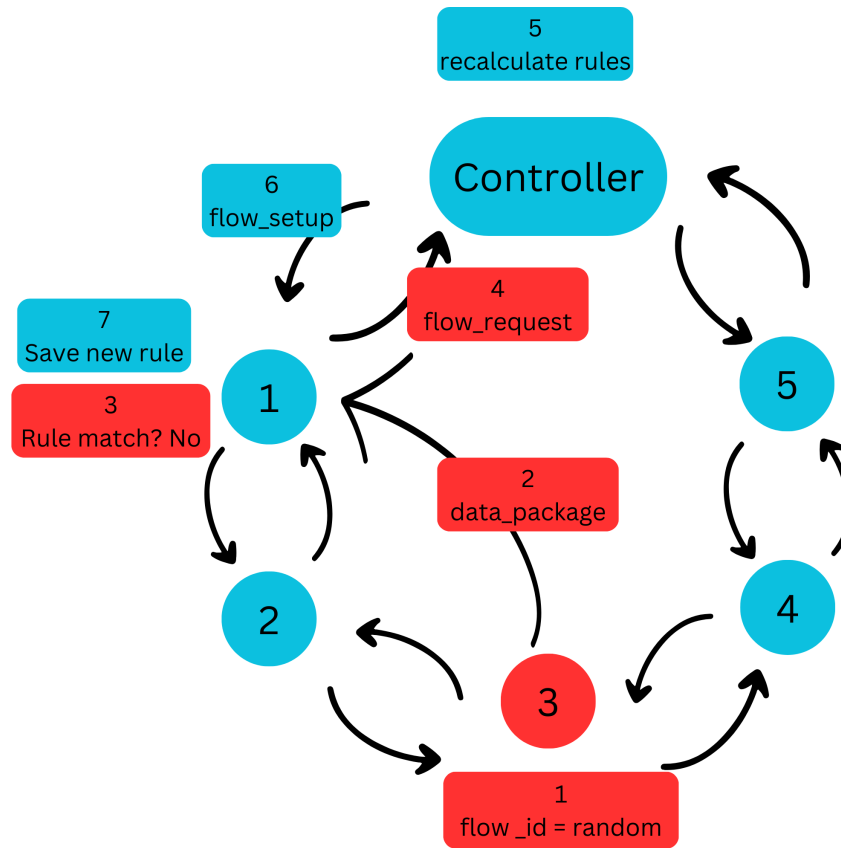 5
recalculate rules
Controller
6
flow_setup
4
flow_request
7
Save new rule
3
Rule match? No
1
5
2
data_package
2
4
3
1
flow _id = random